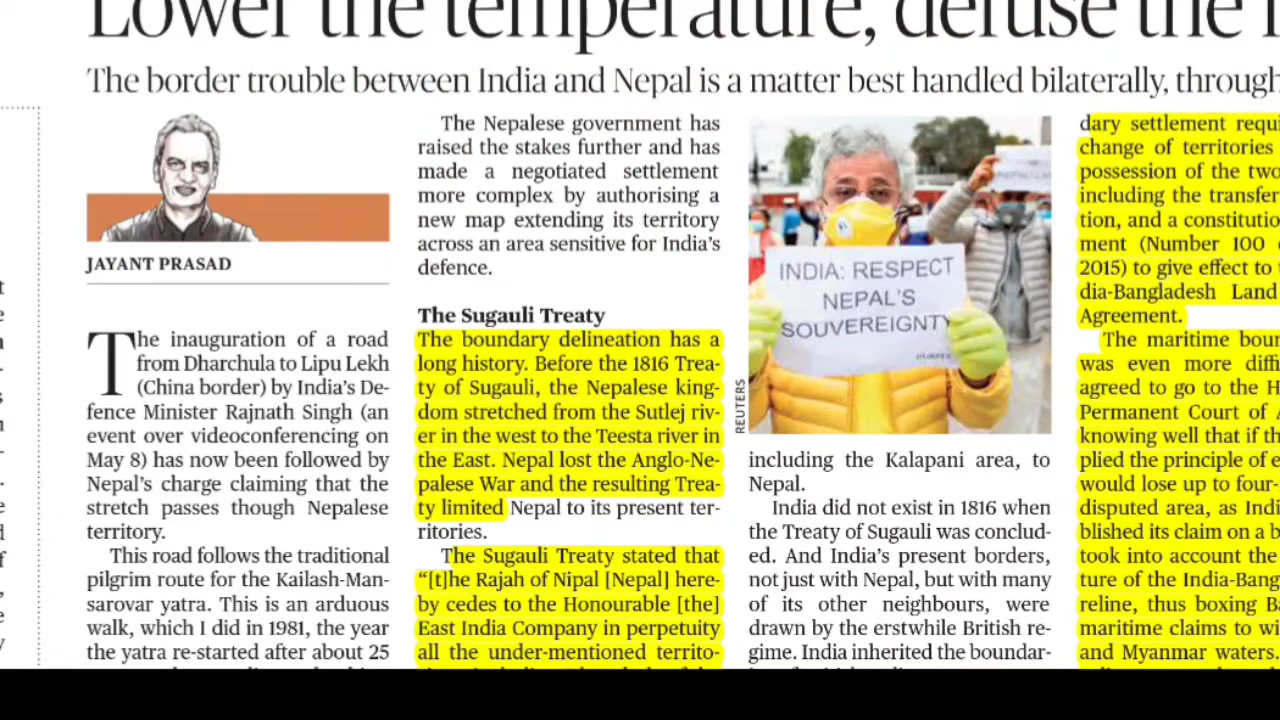 Lower the temperature, defuse the
The border trouble between India and Nepal is a matter best handled bilaterally, through
JAYANT PRASAD
The inauguration of a road
from Dharchula to Lipu Lekh
(China border) by India's De-
fence Minister Rajnath Singh (an
event over videoconferencing on
May 8) has now been followed by
Nepal's charge claiming that the
stretch passes though Nepalese
territory.
This road follows the traditional
pilgrim route for the Kailash-Man-
sarovar yatra. This is an arduous
walk, which I did in 1981, the year
the yatra re-started after about 25
The Nepalese government has
raised the stakes further and has
made a negotiated settlement
more complex by authorising a
new map extending its territory
across an area sensitive for India's
defence.
The Sugauli Treaty
The boundary delineation has a
long history. Before the 1816 Trea-
ty of Sugauli, the Nepalese king-
dom stretched from the Sutlej riv-
er in the west to the Teesta river in
the East. Nepal lost the Anglo-Ne-
palese War and the resulting Trea-
ty limited Nepal to its present ter-
ritories.
The Sugauli Treaty stated that
"[t]he Rajah of Nipal [Nepal] here-
by cedes to the Honourable [the]
East India Company in perpetuity
all the under-mentioned territo-
INDIA: RESPECT
NEPAL'S
SOUVEREIGNTY
REUTERS
including the Kalapani area, to
Nepal.
India did not exist in 1816 when
the Treaty of Sugauli was conclud-
ed. And India's present borders,
not just with Nepal, but with many
of its other neighbours, were
drawn by the erstwhile British re-
gime. India inherited the boundar-
dary settlement requi
change of territories
possession of the two
including the transfer
tion, and a constitutio
ment (Number 100
2015) to give effect to
dia-Bangladesh Land
Agreement.
The maritime bour
was even more diffi
agreed to go to the H
Permanent Court of
knowing well that if th
plied the principle of e
would lose up to four-
disputed area, as Indi
blished its claim on a b
took into account the
ture of the India-Bang
reline, thus boxing Ba
maritime claims to wi
and Myanmar waters.